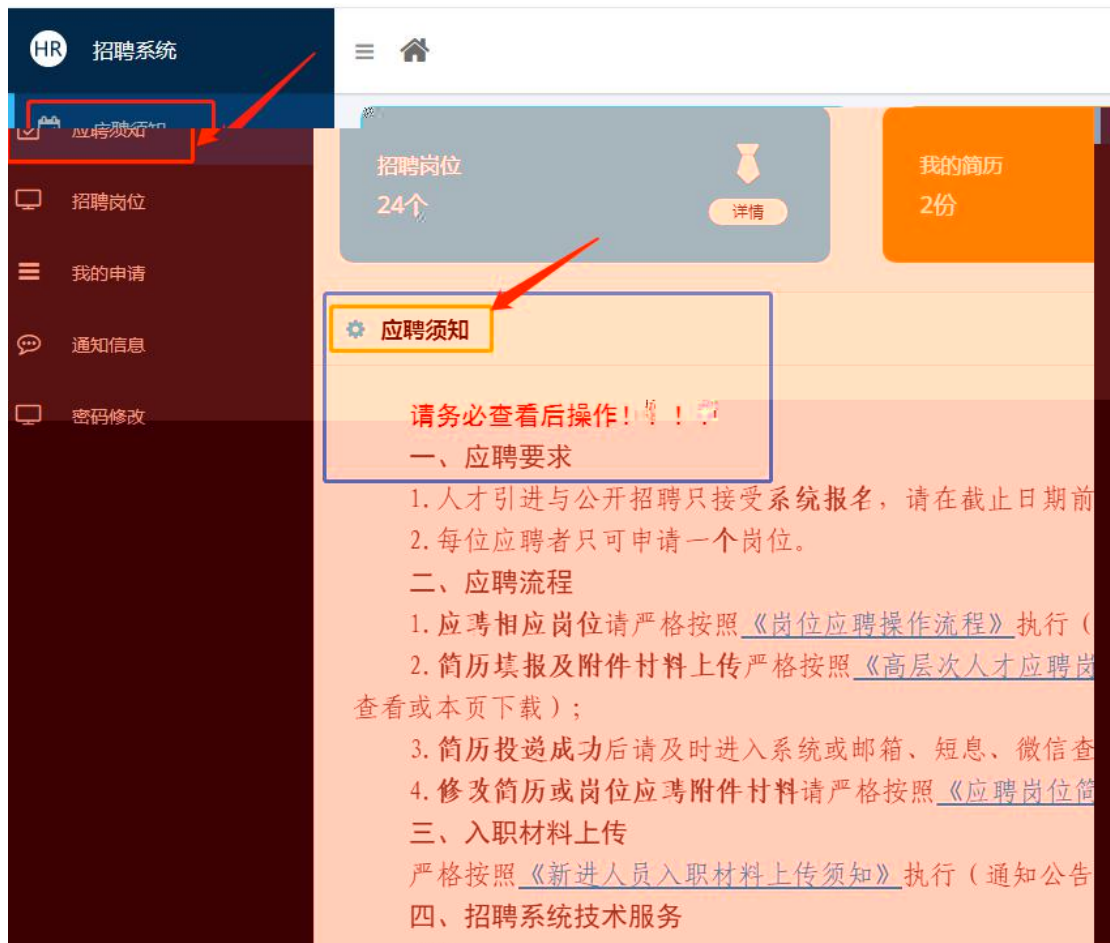 HR 招聘系统
应聘须知
招聘岗位
24个
详情
我的简历
2份
招聘岗位
我的申请
通知信息
密码修改
应聘须知
请务必查看后操作！！！
一、应聘要求
1.人才引进与公开招聘只接受系统报名，请在截止日期前
2.每位应聘者只可申请一个岗位。
二、应聘流程
1.应聘相应岗位请严格按照《岗位应聘操作流程》执行（
2.简历填报及附件材料上传严格按照《高层次人才应聘岗
查看或本页下载）；
3.简历投递成功后请及时进入系统或邮箱、短息、微信查
4.修改简历或岗位应聘附件材料请严格按照《应聘岗位简
三、入职材料上传
严格按照《新进人员入职材料上传须知》执行（通知公告
四、招聘系统技术服务